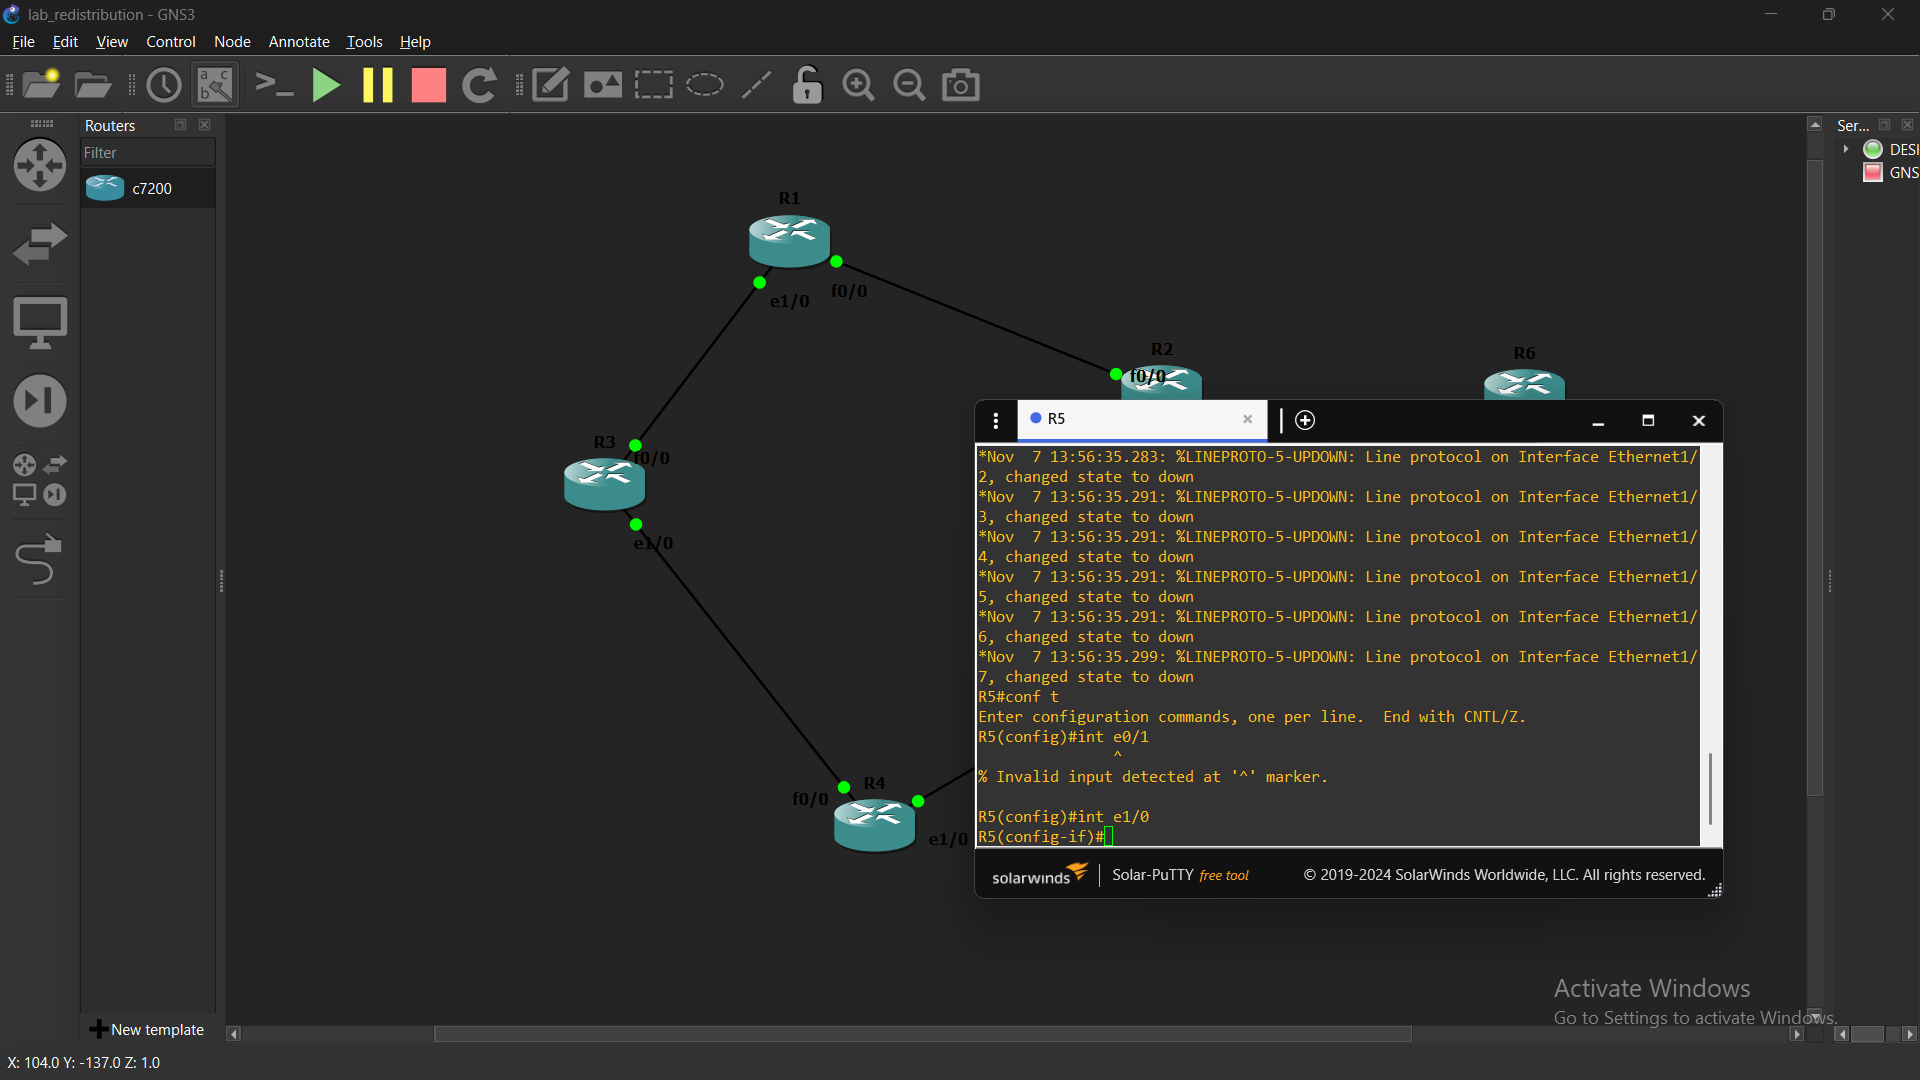 lab_redistribution - GNS3
File Edit View Control Node Annotate Tools Help
a c
b
Routers
Filter
c7200
New template
Ser...
DESI
GNS
R1
e1/0
f0/0
R2
f0/0
R6
R3
f0/0
e1/0
R4
f0/0
e1/0
R5
*Nov  7 13:56:35.283: %LINEPROTO-5-UPDOWN: Line protocol on Interface Ethernet1/
2, changed state to down
*Nov  7 13:56:35.291: %LINEPROTO-5-UPDOWN: Line protocol on Interface Ethernet1/
3, changed state to down
*Nov  7 13:56:35.291: %LINEPROTO-5-UPDOWN: Line protocol on Interface Ethernet1/
4, changed state to down
*Nov  7 13:56:35.291: %LINEPROTO-5-UPDOWN: Line protocol on Interface Ethernet1/
5, changed state to down
*Nov  7 13:56:35.291: %LINEPROTO-5-UPDOWN: Line protocol on Interface Ethernet1/
6, changed state to down
*Nov  7 13:56:35.299: %LINEPROTO-5-UPDOWN: Line protocol on Interface Ethernet1/
7, changed state to down
R5#conf t
Enter configuration commands, one per line.  End with CNTL/Z.
R5(config)#int e0/1
^
% Invalid input detected at '^' marker.
R5(config)#int e1/0
R5(config-if)#
solarwinds
Solar-PuTTY free tool
© 2019-2024 SolarWinds Worldwide, LLC. All rights reserved.
Activate Windows
Go to Settings to activate Windows.
X: 104.0 Y: -137.0 Z: 1.0